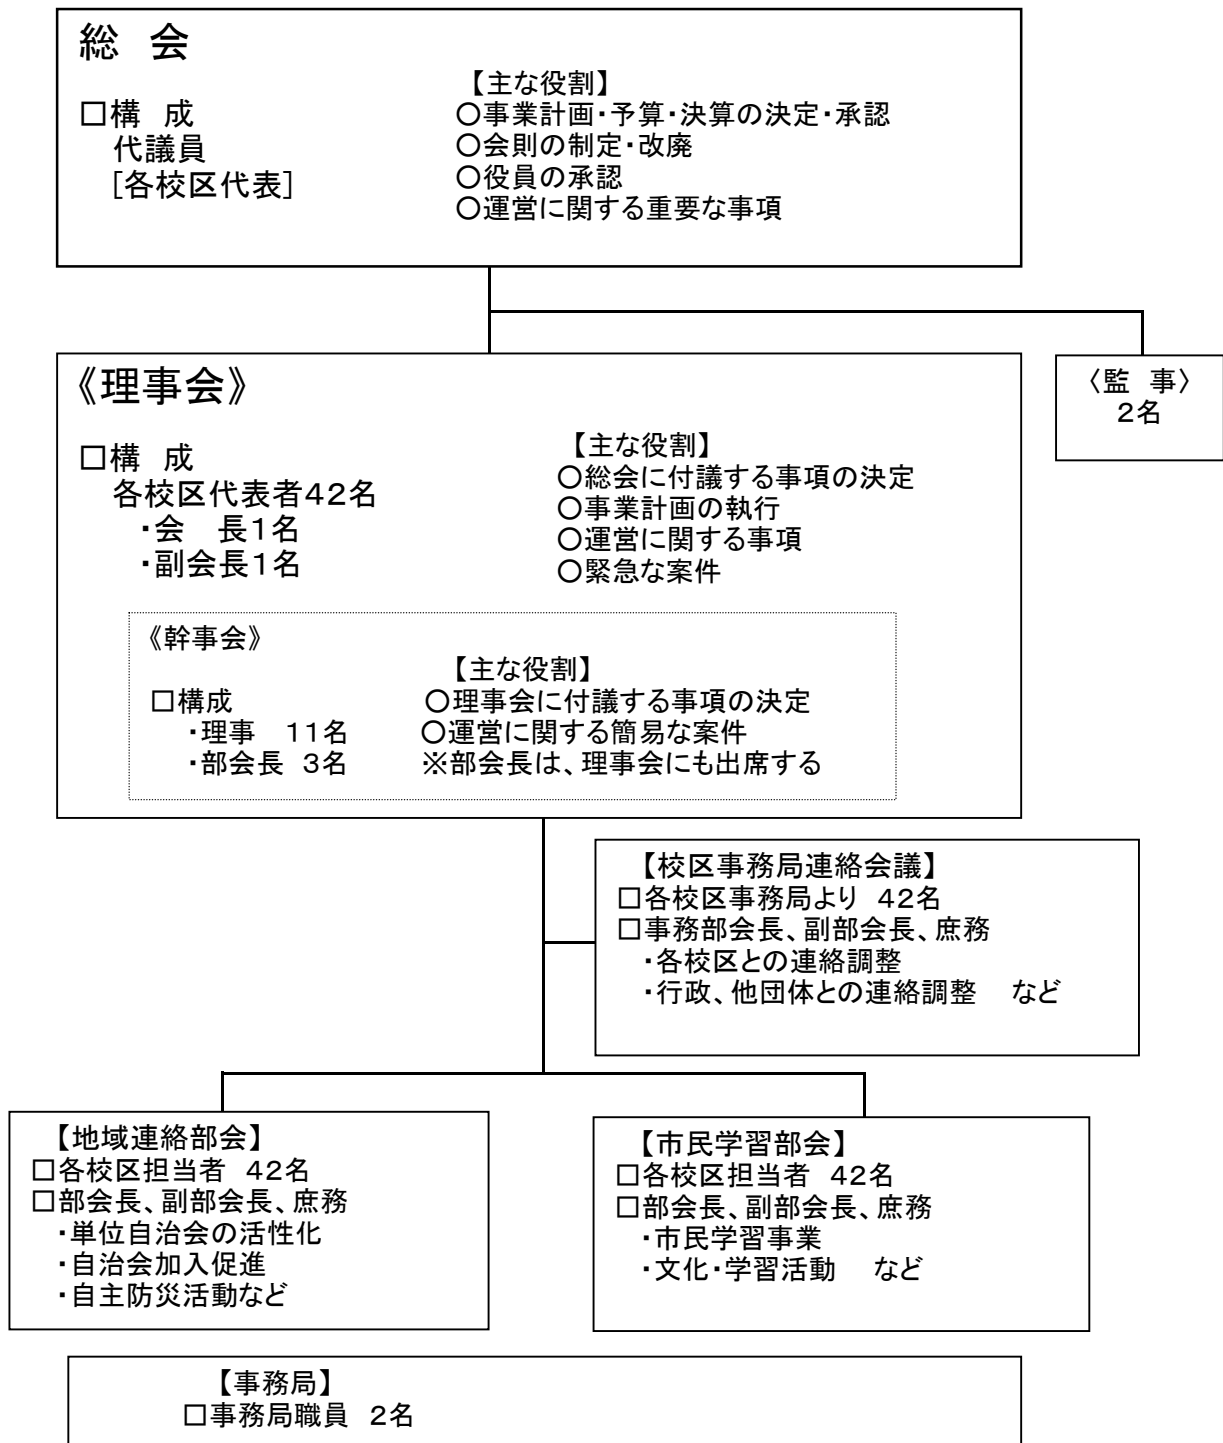 総　会
□構　成
代議員
[各校区代表]
【主な役割】
○事業計画・予算・決算の決定・承認
○会則の制定・改廃
○役員の承認
○運営に関する重要な事項
《理事会》
□構　成
各校区代表者４２名
・会　長１名
・副会長１名
【主な役割】
○総会に付議する事項の決定
○事業計画の執行
○運営に関する事項
○緊急な案件
〈監　事〉
２名
《幹事会》
□構成
・理事　１１名
・部会長　３名
【主な役割】
○理事会に付議する事項の決定
○運営に関する簡易な案件
※部会長は、理事会にも出席する
【校区事務局連絡会議】
□各校区事務局より　４２名
□事務部会長、副部会長、庶務
・各校区との連絡調整
・行政、他団体との連絡調整　など
【地域連絡部会】
□各校区担当者　４２名
□部会長、副部会長、庶務
・単位自治会の活性化
・自治会加入促進
・自主防災活動など
【市民学習部会】
□各校区担当者　４２名
□部会長、副部会長、庶務
・市民学習事業
・文化・学習活動　など
【事務局】
□事務局職員　２名